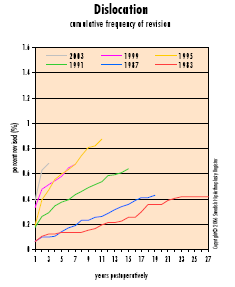 Dislocation
cumulative frequency of revision
1.6
1.4
1.2
1
0.8
0.6
0.4
0.2
0
2003 1999 1995
1991 1987 1983
percent revised (%)
1 3 5 7 9 11 13 15 17 19 21 23 25 27
years postoperatively